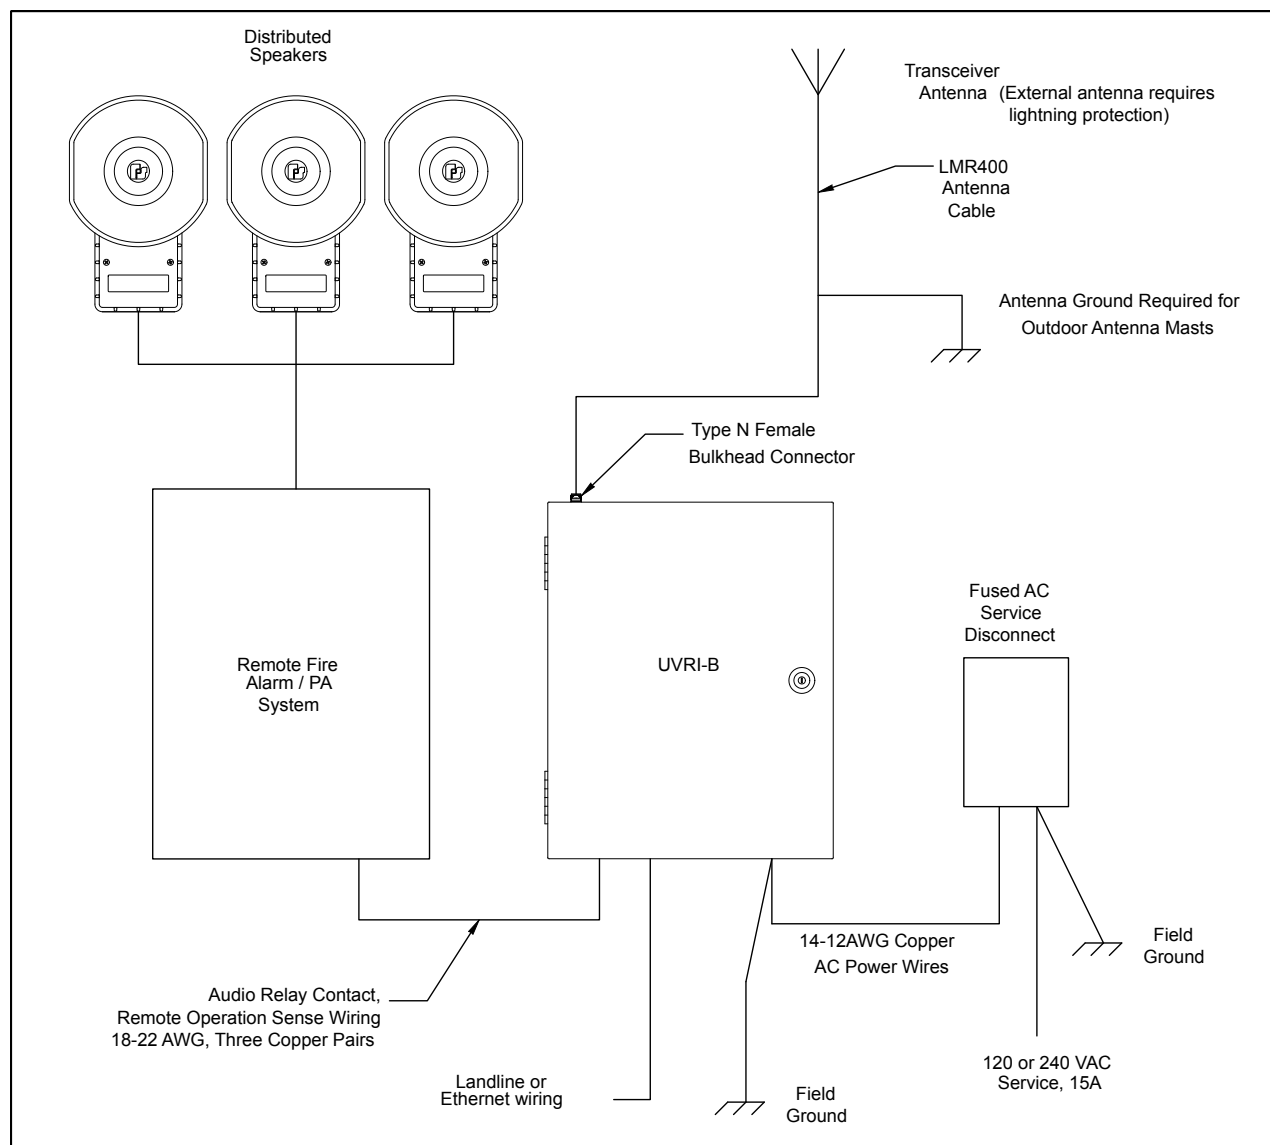 Distributed
Speakers
Transceiver
Antenna (External antenna requires
lightning protection)
LMR400
Antenna
Cable
Antenna Ground Required for
Outdoor Antenna Masts
Type N Female
Bulkhead Connector
Fused AC
Service
Disconnect
Remote Fire
Alarm / PA
System
UVRI-B
14-12AWG Copper
AC Power Wires
Field
Ground
Audio Relay Contact,
Remote Operation Sense Wiring
18-22 AWG, Three Copper Pairs
120 or 240 VAC
Service, 15A
Landline or
Ethernet wiring
Field
Ground